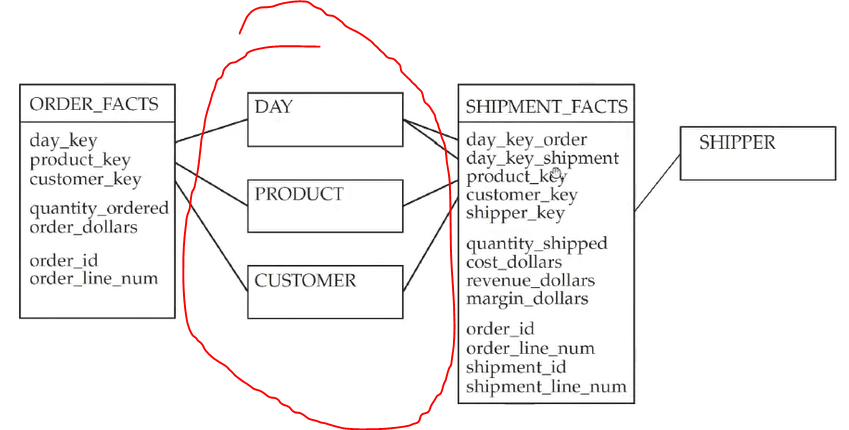 ORDER_FACTS
day_key
product_key
customer_key
quantity_ordered
order_dollars
order_id
order_line_num
DAY
PRODUCT
CUSTOMER
SHIPMENT_FACTS
day_key_order
day_key_shipment
product_key
customer_key
shipper_key
quantity_shipped
cost_dollars
revenue_dollars
margin_dollars
order_id
order_line_num
shipment_id
shipment_line_num
SHIPPER